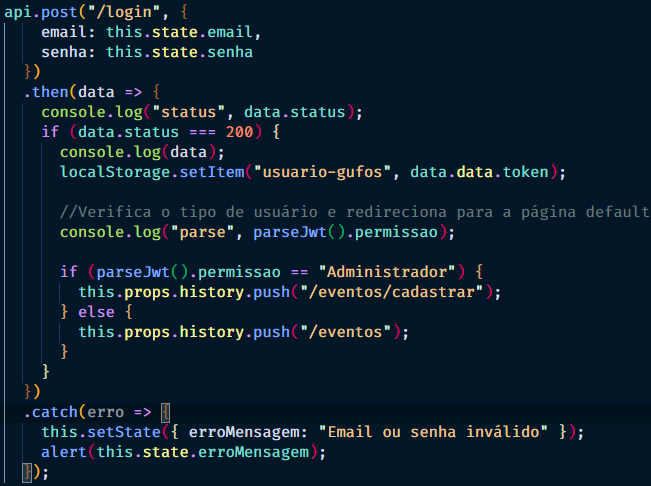 api.post("/login", {
email: this.state.email,
senha: this.state.senha
})
.then(data => {
console.log("status", data.status);
if (data.status === 200) {
console.log(data);
localStorage.setItem("usuario-gufos", data.data.token);
//Verifica o tipo de usuário e redireciona para a página default
console.log("parse", parseJwt().permissao);
if (parseJwt().permissao == "Administrador") {
this.props.history.push("/eventos/cadastrar");
} else {
this.props.history.push("/eventos");
}
}
})
.catch(erro => {
this.setState({ erroMensagem: "Email ou senha inválido" });
alert(this.state.erroMensagem);
});